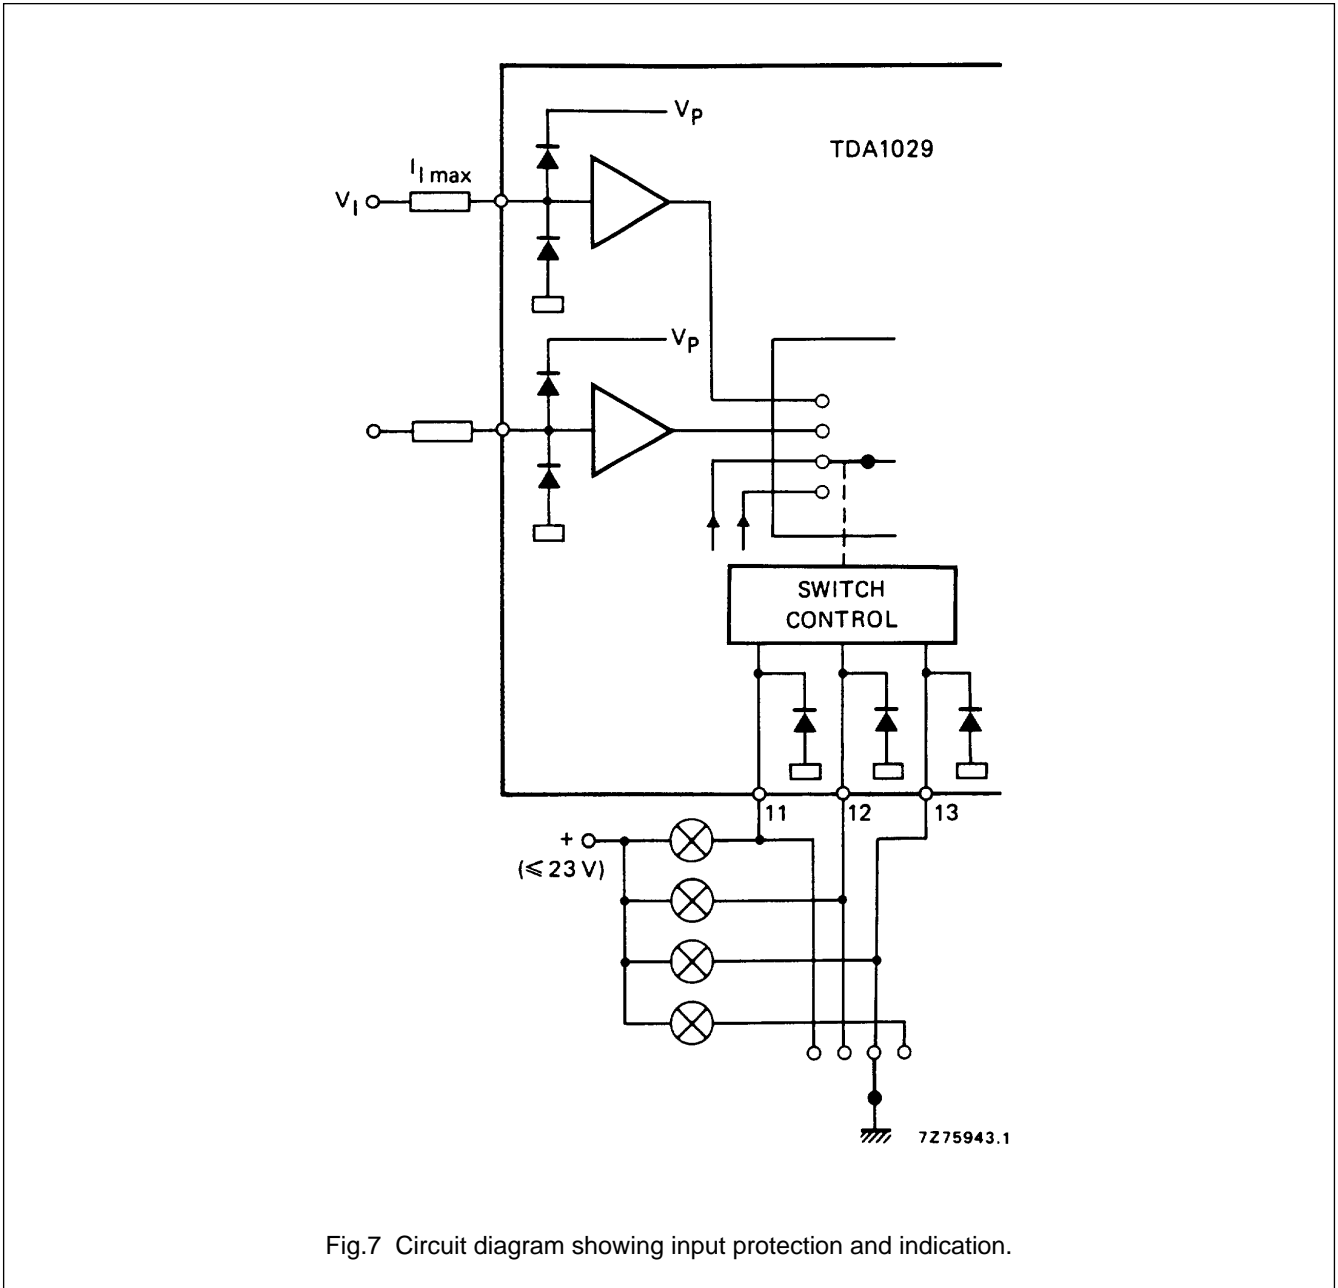 V_P
TDA1029
I_I max
V_I
V_P
SWITCH
CONTROL
11
12
13
+
(≤ 23 V)
7Z75943.1
Fig.7 Circuit diagram showing input protection and indication.